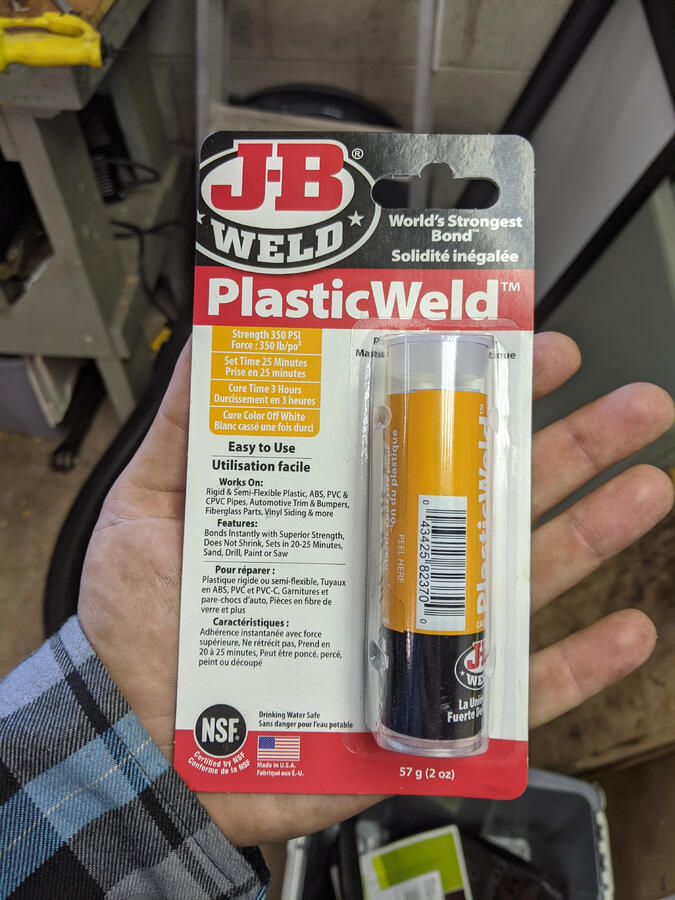 J-B®
WELD
World's Strongest
Bond™
Solidité inégalée
PlasticWeld™
Strength 350 PSI
Force : 350 lb/po²
Set Time 25 Minutes
Prise en 25 minutes
Cure Time 3 Hours
Durcissement en 3 heures
Cure Color Off White
Blanc cassé une fois durci
Easy to Use
Utilisation facile
Works On:
Rigid & Semi-Flexible Plastic, ABS, PVC &
CPVC Pipes, Automotive Trim & Bumpers,
Fiberglass Parts, Vinyl Siding & more
Features:
Bonds Instantly with Superior Strength,
Does Not Shrink, Sets in 20-25 Minutes,
Sand, Drill, Paint or Saw
Pour réparer :
Plastique rigide ou semi-flexible, Tuyaux
en ABS, PVC et PVC-C, Garnitures et
pare-chocs d'auto, Pièces en fibre de
verre et plus
Caractéristiques :
Adhérence instantanée avec force
supérieure, Ne rétrécit pas, Prend en
20 à 25 minutes, Peut être poncé, percé,
peint ou découpé
NSF®
Certified by NSF
Conforme de la NSF
Drinking Water Safe
Sans danger pour l'eau potable
Made in U.S.A.
Fabriqué aux É.-U.
57 g (2 oz)
PEEL HERE
0 43425 82370 0
PlasticWeld™
J-B
WELD